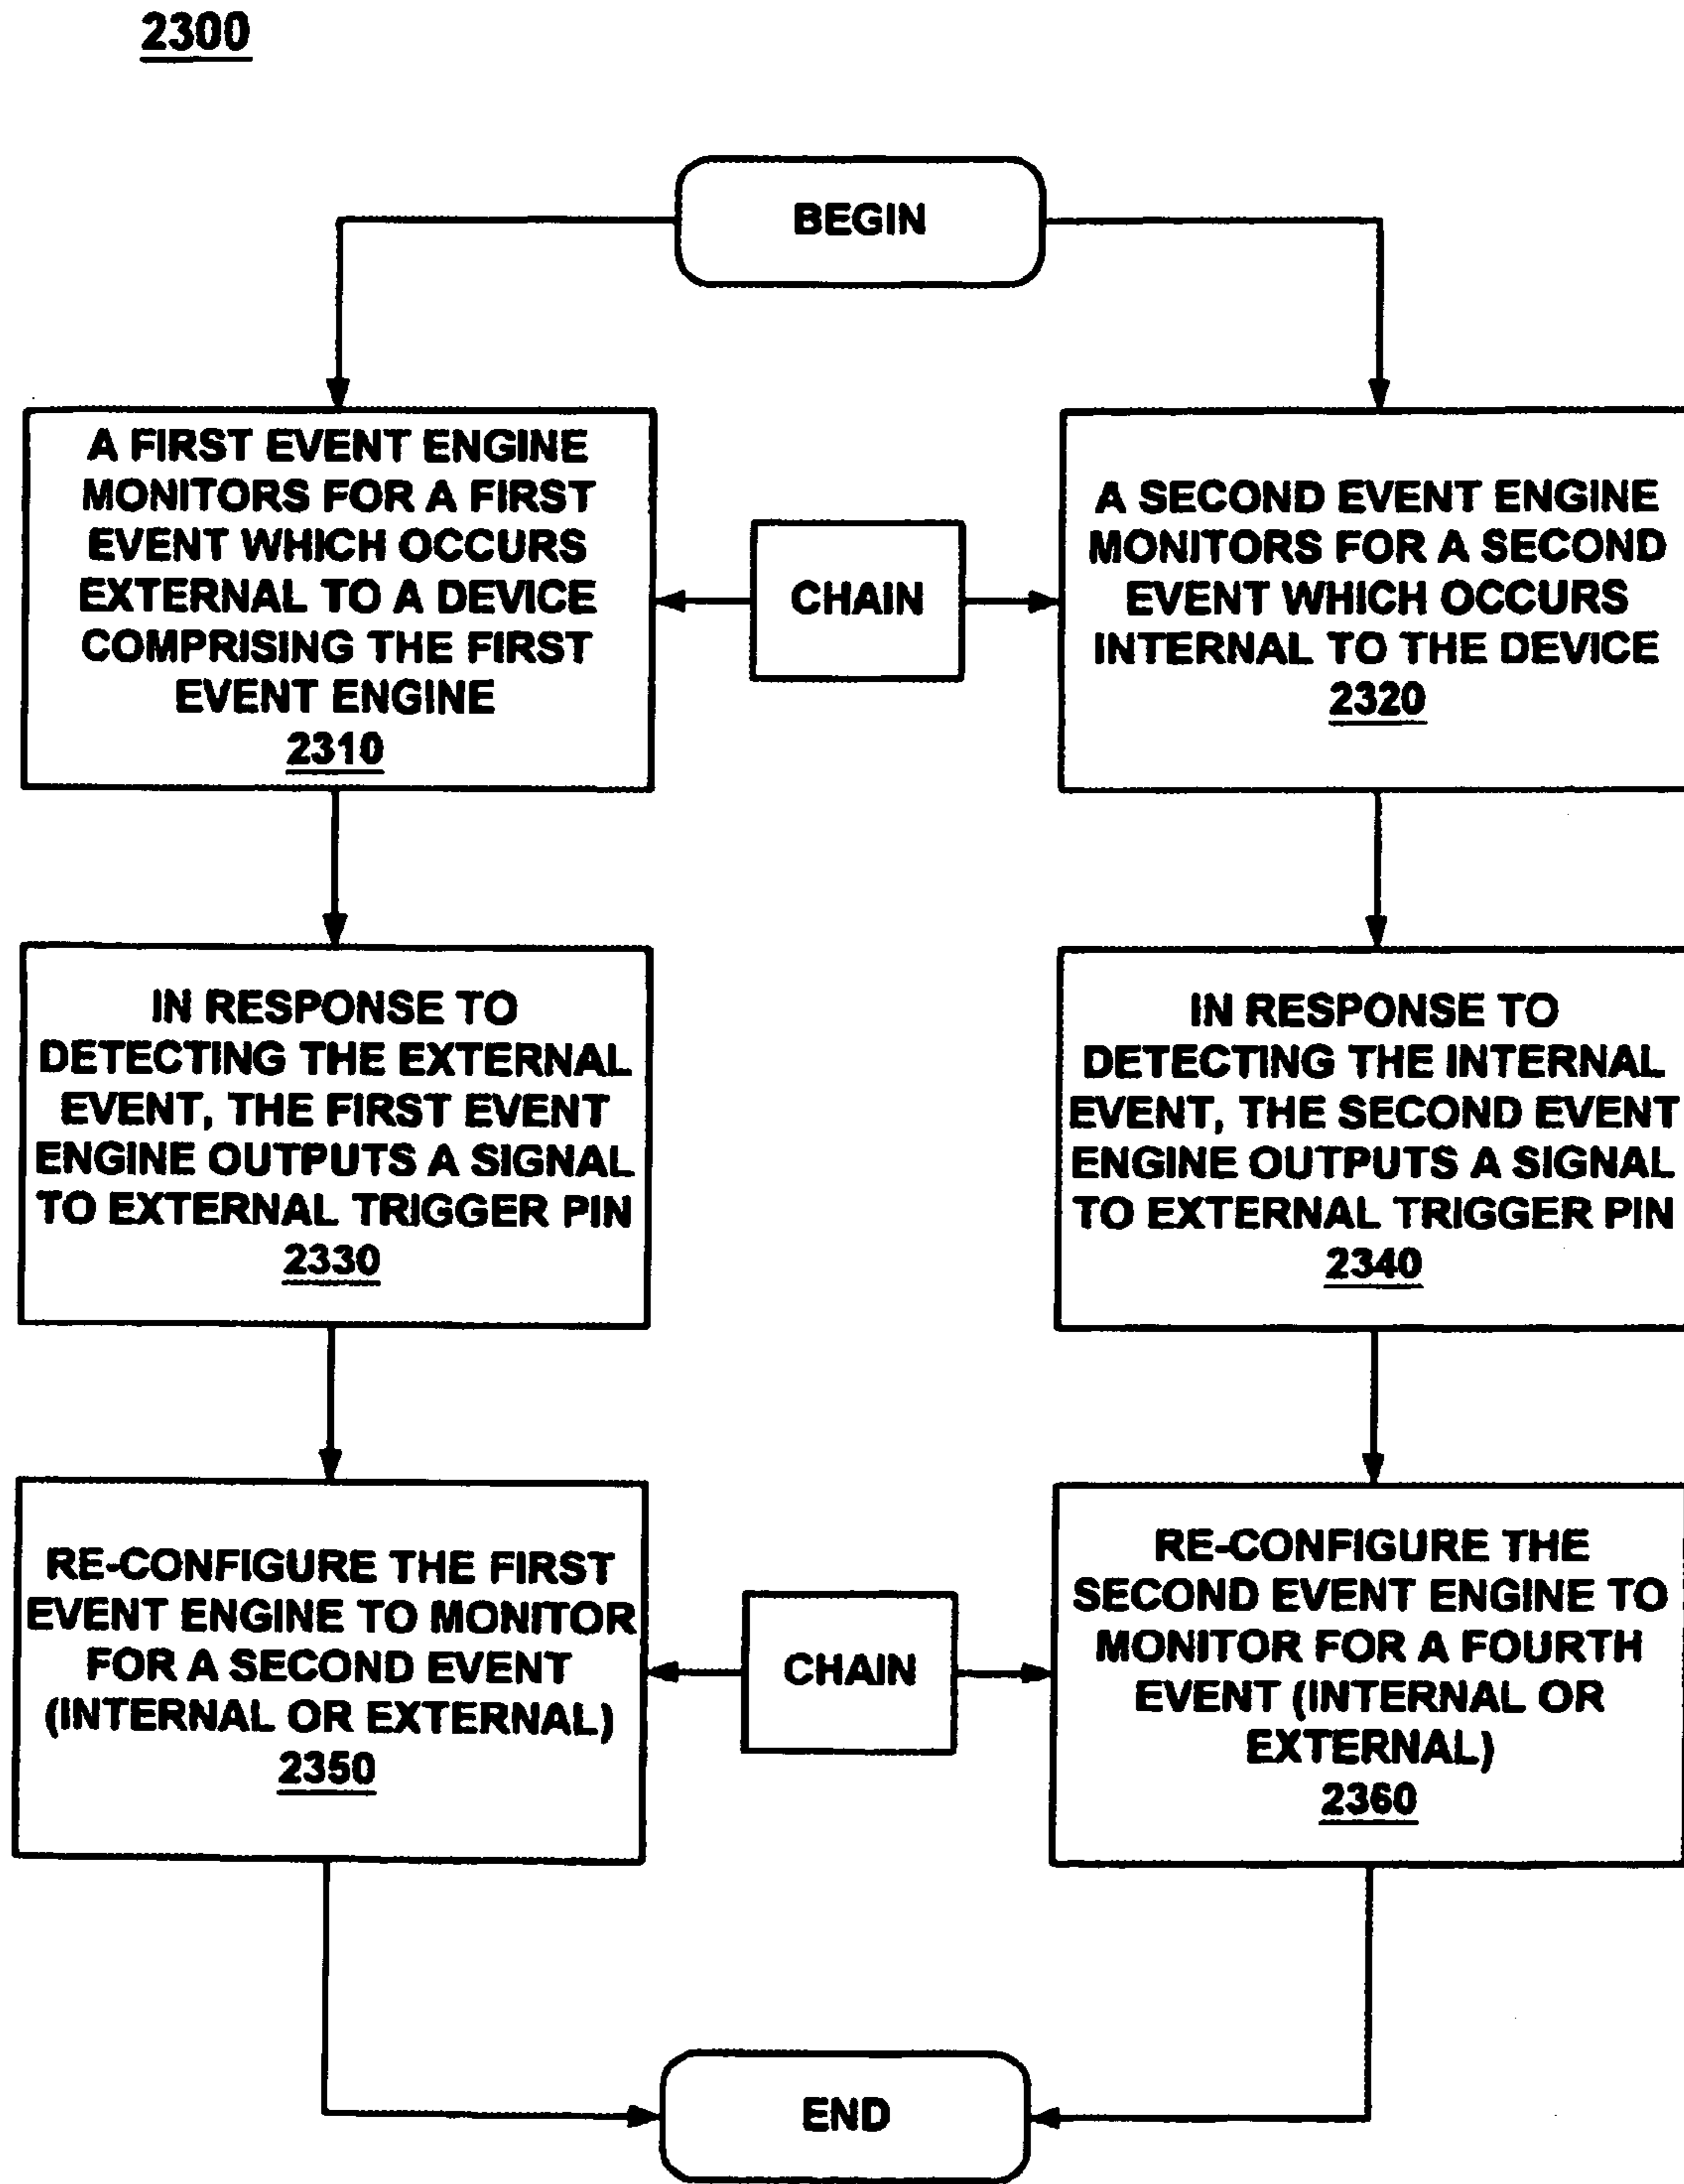 2300
BEGIN
A FIRST EVENT ENGINE
MONITORS FOR A FIRST
EVENT WHICH OCCURS
EXTERNAL TO A DEVICE
COMPRISING THE FIRST
EVENT ENGINE
2310
CHAIN
A SECOND EVENT ENGINE
MONITORS FOR A SECOND
EVENT WHICH OCCURS
INTERNAL TO THE DEVICE
2320
IN RESPONSE TO
DETECTING THE EXTERNAL
EVENT, THE FIRST EVENT
ENGINE OUTPUTS A SIGNAL
TO EXTERNAL TRIGGER PIN
2330
IN RESPONSE TO
DETECTING THE INTERNAL
EVENT, THE SECOND EVENT
ENGINE OUTPUTS A SIGNAL
TO EXTERNAL TRIGGER PIN
2340
RE-CONFIGURE THE FIRST
EVENT ENGINE TO MONITOR
FOR A SECOND EVENT
(INTERNAL OR EXTERNAL)
2350
CHAIN
RE-CONFIGURE THE
SECOND EVENT ENGINE TO
MONITOR FOR A FOURTH
EVENT (INTERNAL OR
EXTERNAL)
2360
END